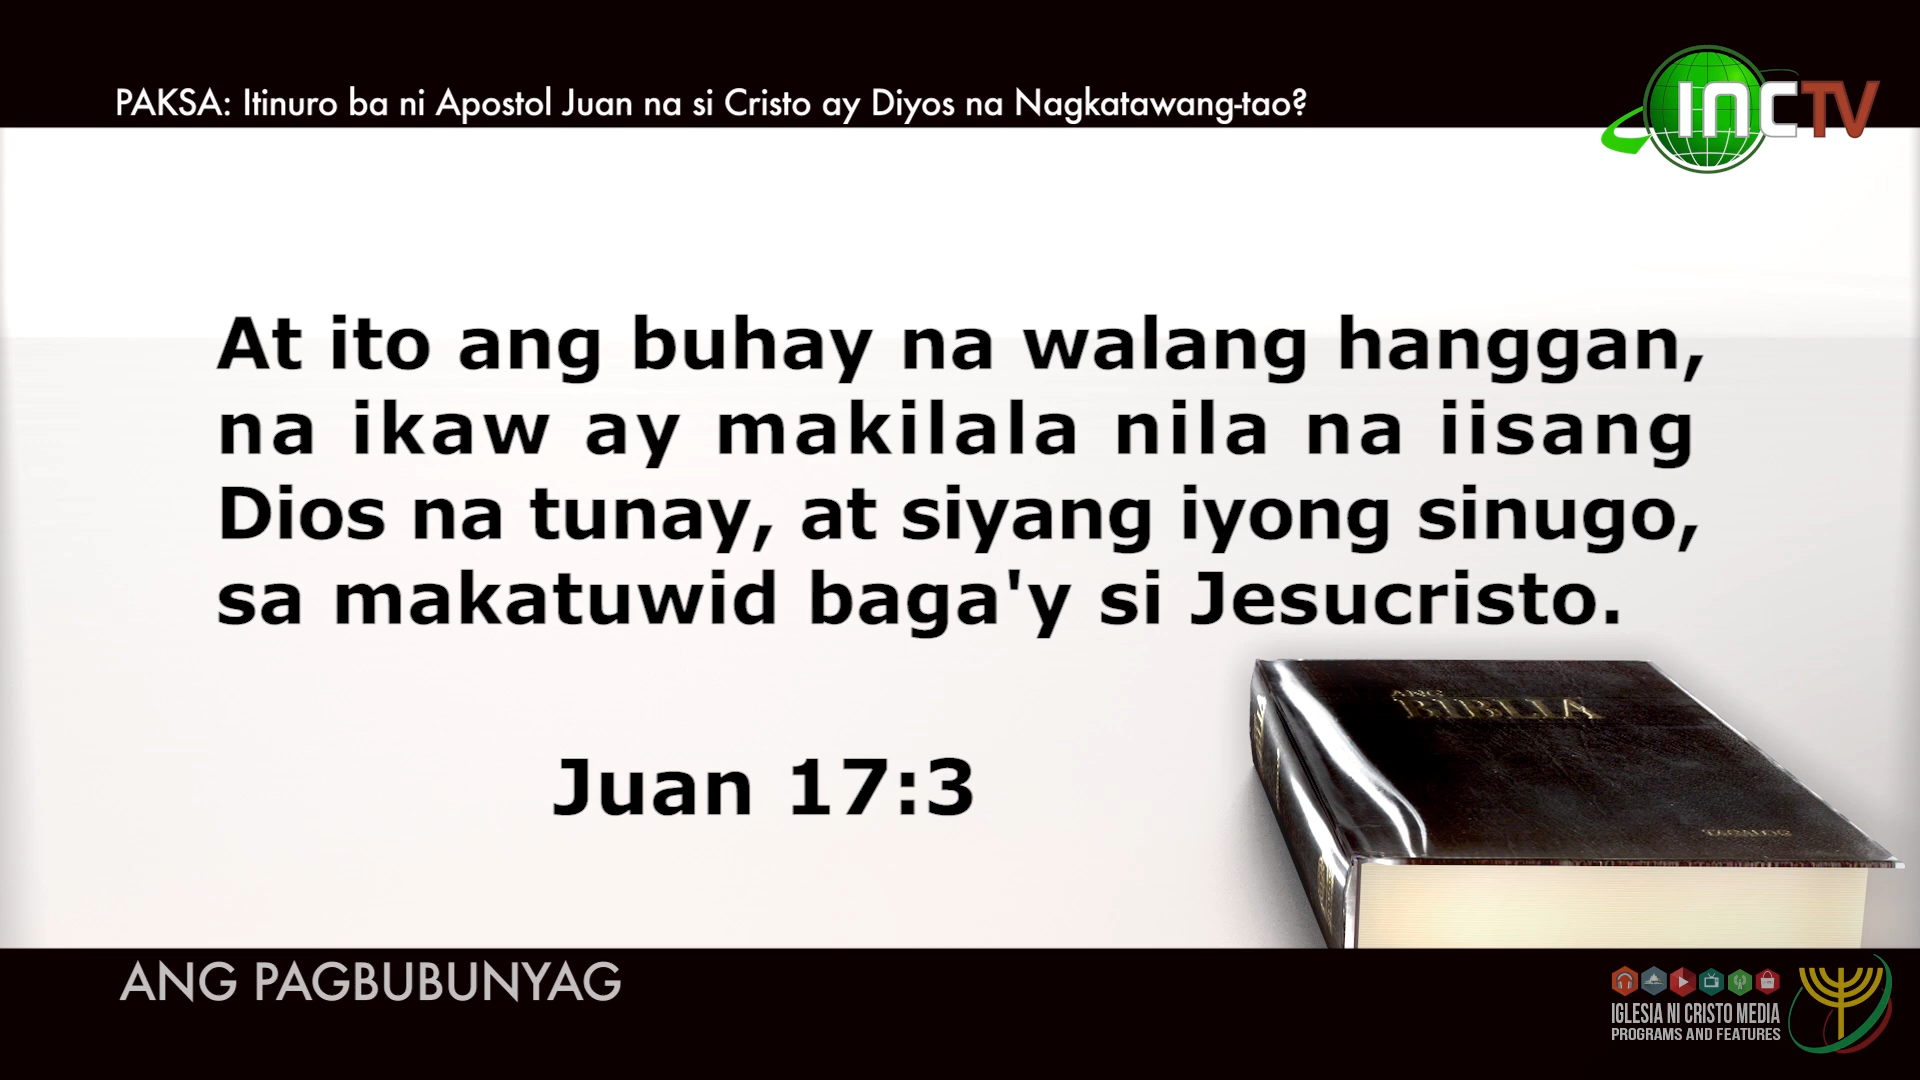 PAKSA: Itinuro ba ni Apostol Juan na si Cristo ay Diyos na Nagkatawang-tao?
INCTV
At ito ang buhay na walang hanggan,
na ikaw ay makilala nila na iisang
Dios na tunay, at siyang iyong sinugo,
sa makatuwid baga'y si Jesucristo.
Juan 17:3
ANG
BIBLIA
TAGALOG
ANG PAGBUBUNYAG
IGLESIA NI CRISTO MEDIA
PROGRAMS AND FEATURES